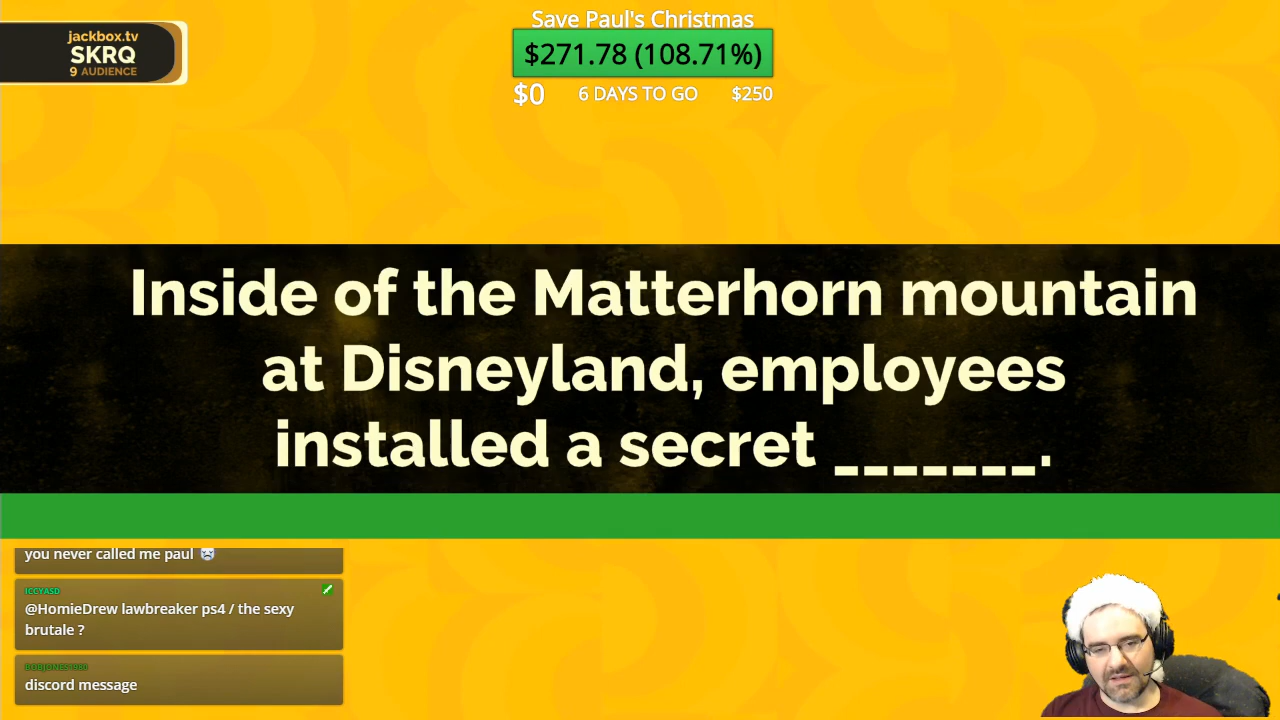 jackbox.tv
SKRQ
9 AUDIENCE
Save Paul's Christmas
$271.78 (108.71%)
$0 6 DAYS TO GO $250
Inside of the Matterhorn mountain
at Disneyland, employees
installed a secret _______.
you never called me paul
ICCYASD
@HomieDrew lawbreaker ps4 / the sexy
brutale ?
discord message